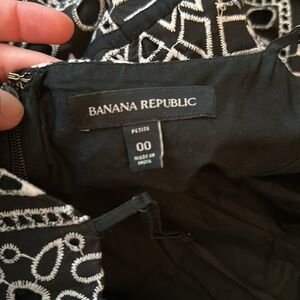 BANANA REPUBLIC
PETITE
00
MADE IN
INDIA